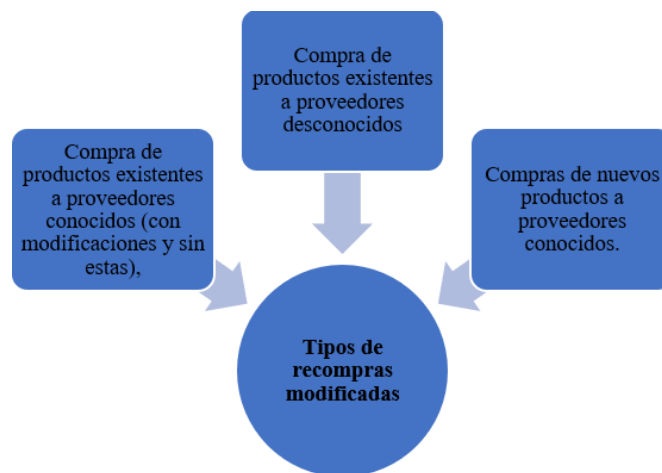 Compra de
productos existentes
a proveedores
desconocidos
Compra de
productos existentes
a proveedores
conocidos (con
modificaciones y sin
estas),
Compras de nuevos
productos a
proveedores
conocidos.
Tipos de
recompras
modificadas